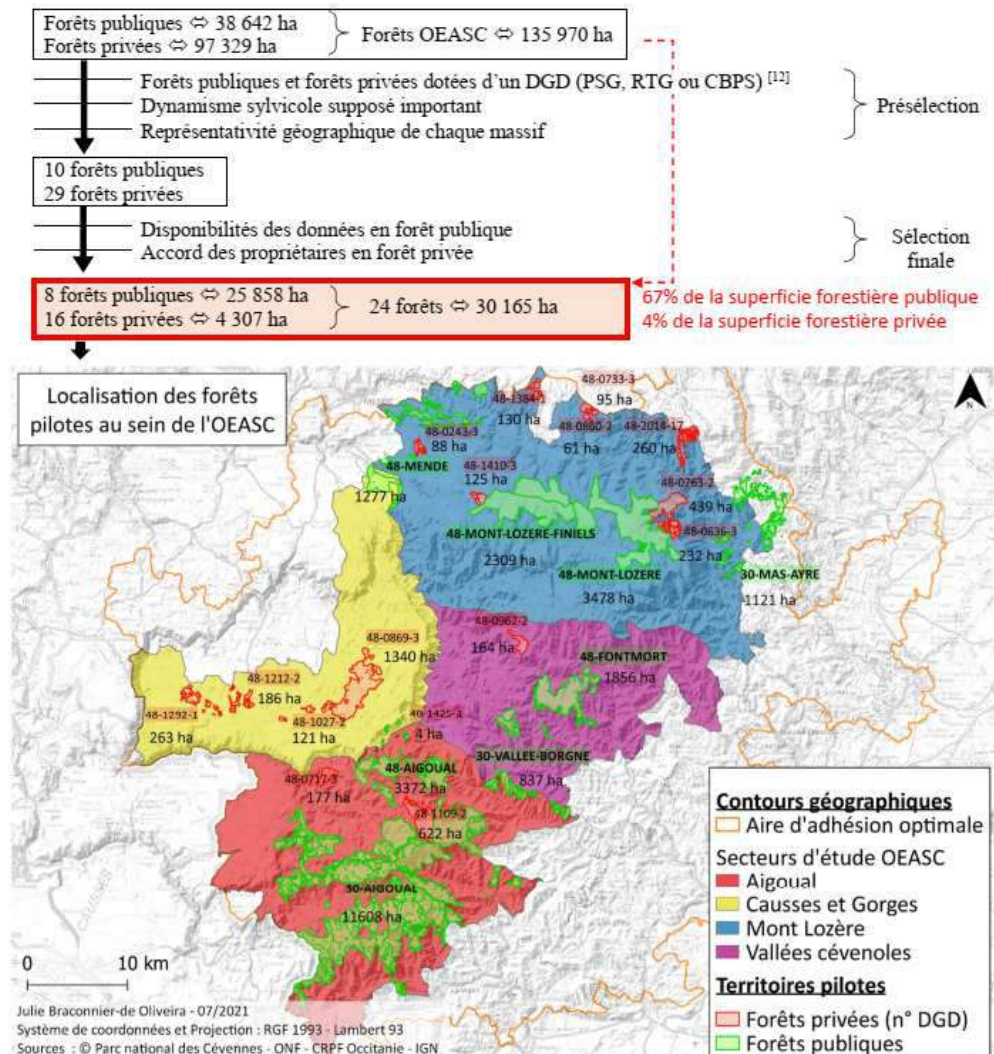 Forêts publiques ⇔ 38 642 ha
Forêts privées ⇔ 97 329 ha
Forêts OEASC ⇔ 135 970 ha
Forêts publiques et forêts privées dotées d'un DGD (PSG, RTG ou CBPS) [12]
Dynamisme sylvicole supposé important
Représentativité géographique de chaque massif
Présélection
10 forêts publiques
29 forêts privées
Disponibilités des données en forêt publique
Accord des propriétaires en forêt privée
Sélection
finale
8 forêts publiques ⇔ 25 858 ha
16 forêts privées ⇔ 4 307 ha
24 forêts ⇔ 30 165 ha
67% de la superficie forestière publique
4% de la superficie forestière privée
Localisation des forêts
pilotes au sein de l'OEASC
N
48-0733-3
95 ha
48-1384-1
130 ha
48-0860-2
61 ha
48-2014-17
260 ha
48-0243-3
88 ha
48-MENDE
1277 ha
48-1410-3
125 ha
48-0763-2
439 ha
48-0636-3
232 ha
48-MONT-LOZERE-FINIELS
2309 ha
48-MONT-LOZERE
3478 ha
30-MAS-AYRE
1121 ha
48-0962-2
164 ha
48-FONTMORT
1856 ha
48-0869-3
1340 ha
48-1212-2
186 ha
48-1292-1
263 ha
48-1027-2
121 ha
4 ha
30-VALLEE-BORGNE
837 ha
48-AIGOUAL
3372 ha
48-0717-3
177 ha
48-1109-2
622 ha
30-AIGOUAL
11608 ha
0 10 km
Contours géographiques
Aire d'adhésion optimale
Secteurs d'étude OEASC
Aigoual
Causses et Gorges
Mont Lozère
Vallées cévenoles
Territoires pilotes
Forêts privées (n° DGD)
Forêts publiques
Julie Braconnier-de Oliveira - 07/2021
Système de coordonnées et Projection : RGF 1993 - Lambert 93
Sources : © Parc national des Cévennes - ONF - CRPF Occitanie - IGN